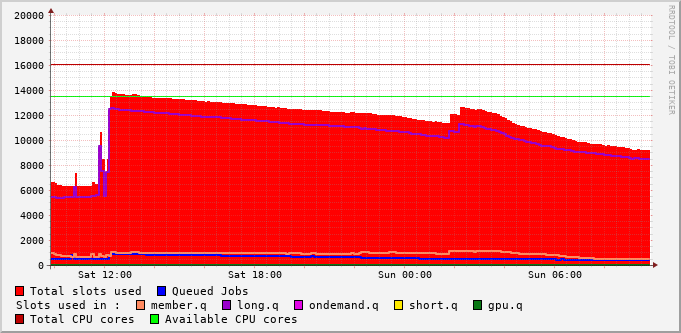 20000
18000
16000
14000
12000
10000
8000
6000
4000
2000
0
Sat 12:00 Sat 18:00 Sun 00:00 Sun 06:00
RRDTOOL / TOBI OETIKER
Total slots used Queued Jobs
Slots used in : member.q long.q ondemand.q short.q gpu.q
Total CPU cores Available CPU cores